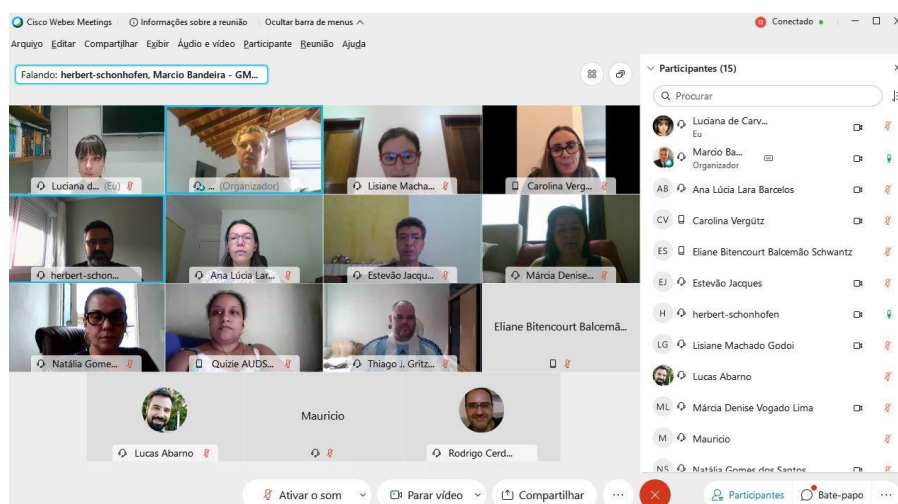 Cisco Webex Meetings
Informações sobre a reunião
Ocultar barra de menus
Conectado
Arquivo Editar Compartilhar Exibir Áudio e vídeo Participante Reunião Ajuda
Falando: herbert-schonhofen, Marcio Bandeira - GM...
Luciana d... (Eu)
... (Organizador)
Lisiane Macha...
Carolina Verg...
herbert-schon...
Ana Lúcia Lar...
Estevão Jacqu...
Márcia Denise...
Natália Gome...
Quizie AUDS...
Thiago J. Gritz...
Eliane Bitencourt Balcemã...
Lucas Abarno
Mauricio
Rodrigo Cerd...
Participantes (15)
Procurar
Luciana de Carv...
Eu
Marcio Ba...
Organizador
AB Ana Lúcia Lara Barcelos
CV Carolina Vergütz
ES Eliane Bitencourt Balcemão Schwantz
EJ Estevão Jacques
H herbert-schonhofen
LG Lisiane Machado Godoi
Lucas Abarno
ML Márcia Denise Vogado Lima
M Mauricio
NS Natália Gomes dos Santos
Ativar o som
Parar vídeo
Compartilhar
Participantes
Bate-papo